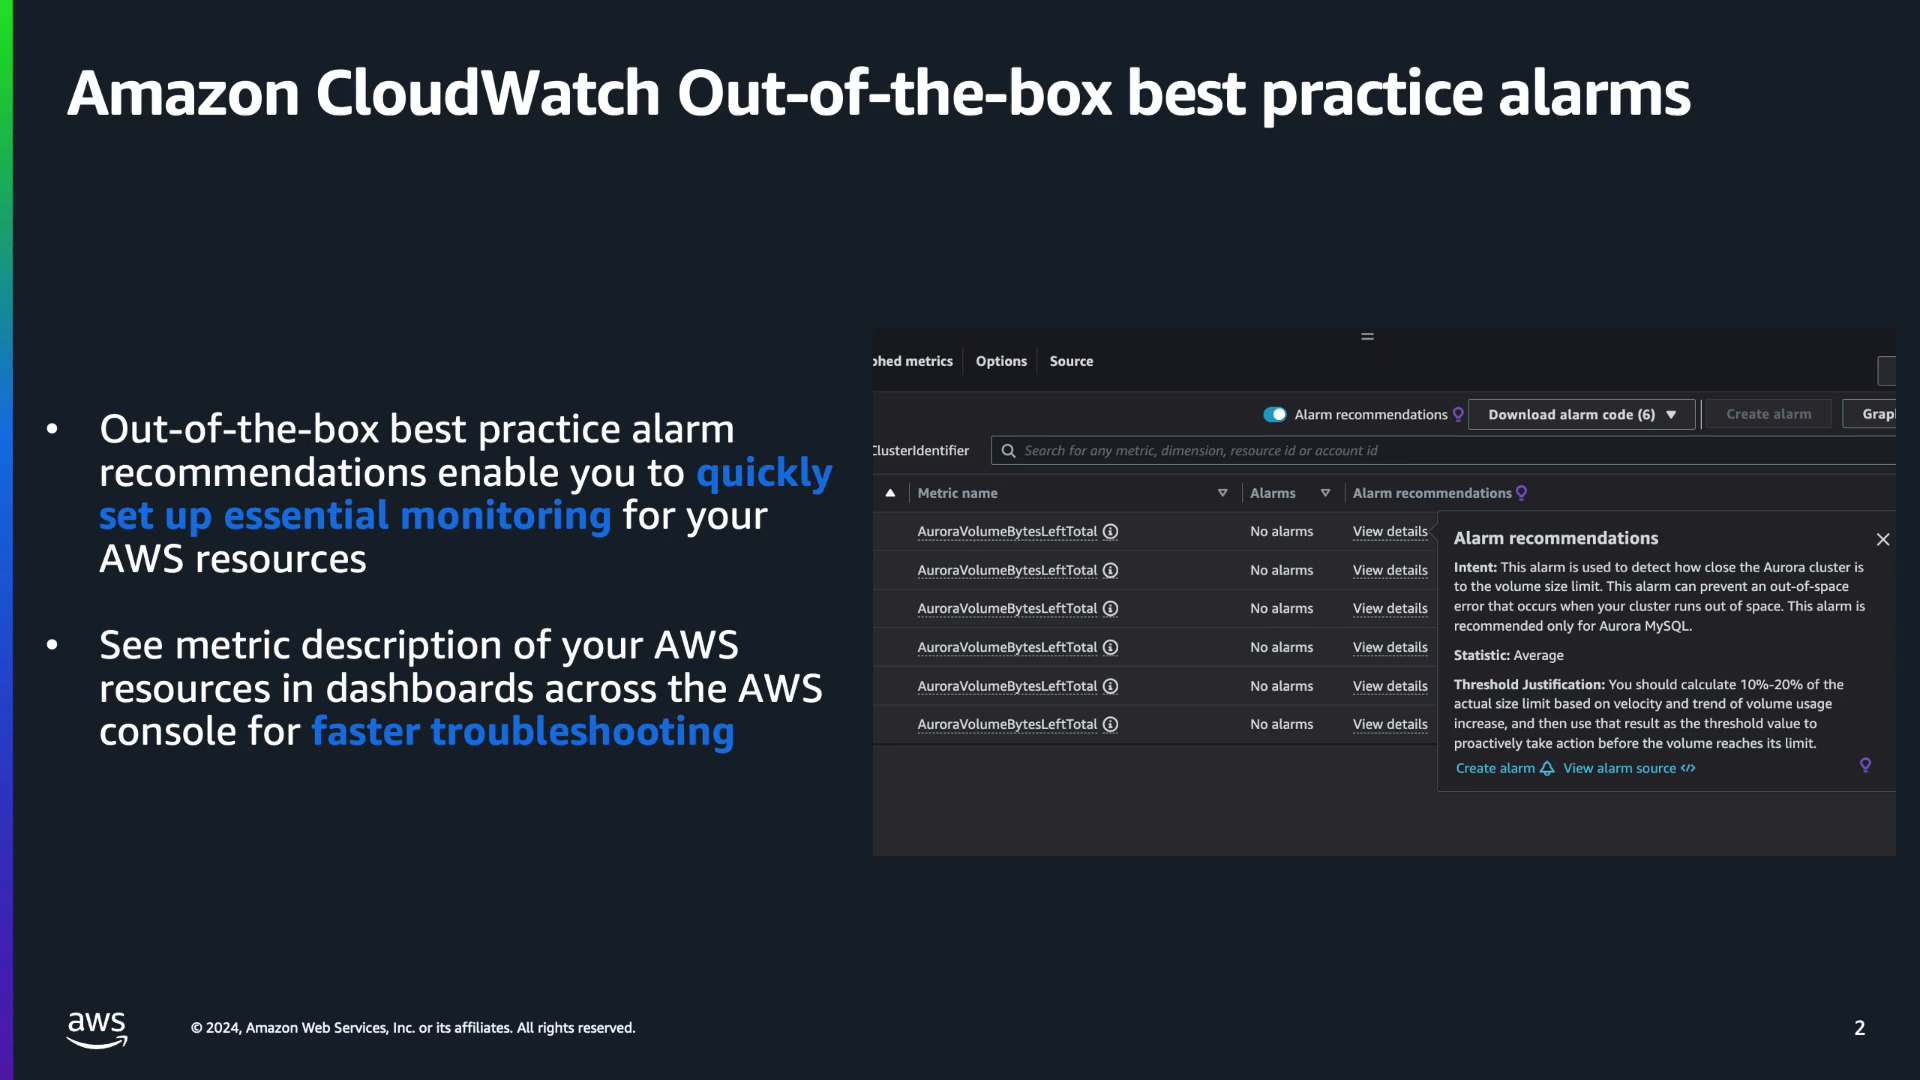 Amazon CloudWatch Out-of-the-box best practice alarms
• Out-of-the-box best practice alarm
recommendations enable you to quickly
set up essential monitoring for your
AWS resources
• See metric description of your AWS
resources in dashboards across the AWS
console for faster troubleshooting
metrics Options Source
Alarm recommendations Download alarm code (6) Create alarm
ClusterIdentifier Search for any metric, dimension, resource id or account id
Metric name Alarms Alarm recommendations
AuroraVolumeBytesLeftTotal No alarms View details
AuroraVolumeBytesLeftTotal No alarms View details
AuroraVolumeBytesLeftTotal No alarms View details
AuroraVolumeBytesLeftTotal No alarms View details
AuroraVolumeBytesLeftTotal No alarms View details
AuroraVolumeBytesLeftTotal No alarms View details
Alarm recommendations
Intent: This alarm is used to detect how close the Aurora cluster is
to the volume size limit. This alarm can prevent an out-of-space
error that occurs when your cluster runs out of space. This alarm is
recommended only for Aurora MySQL.
Statistic: Average
Threshold Justification: You should calculate 10%-20% of the
actual size limit based on velocity and trend of volume usage
increase, and then use that result as the threshold value to
proactively take action before the volume reaches its limit.
Create alarm View alarm source
aws
© 2024, Amazon Web Services, Inc. or its affiliates. All rights reserved.
2